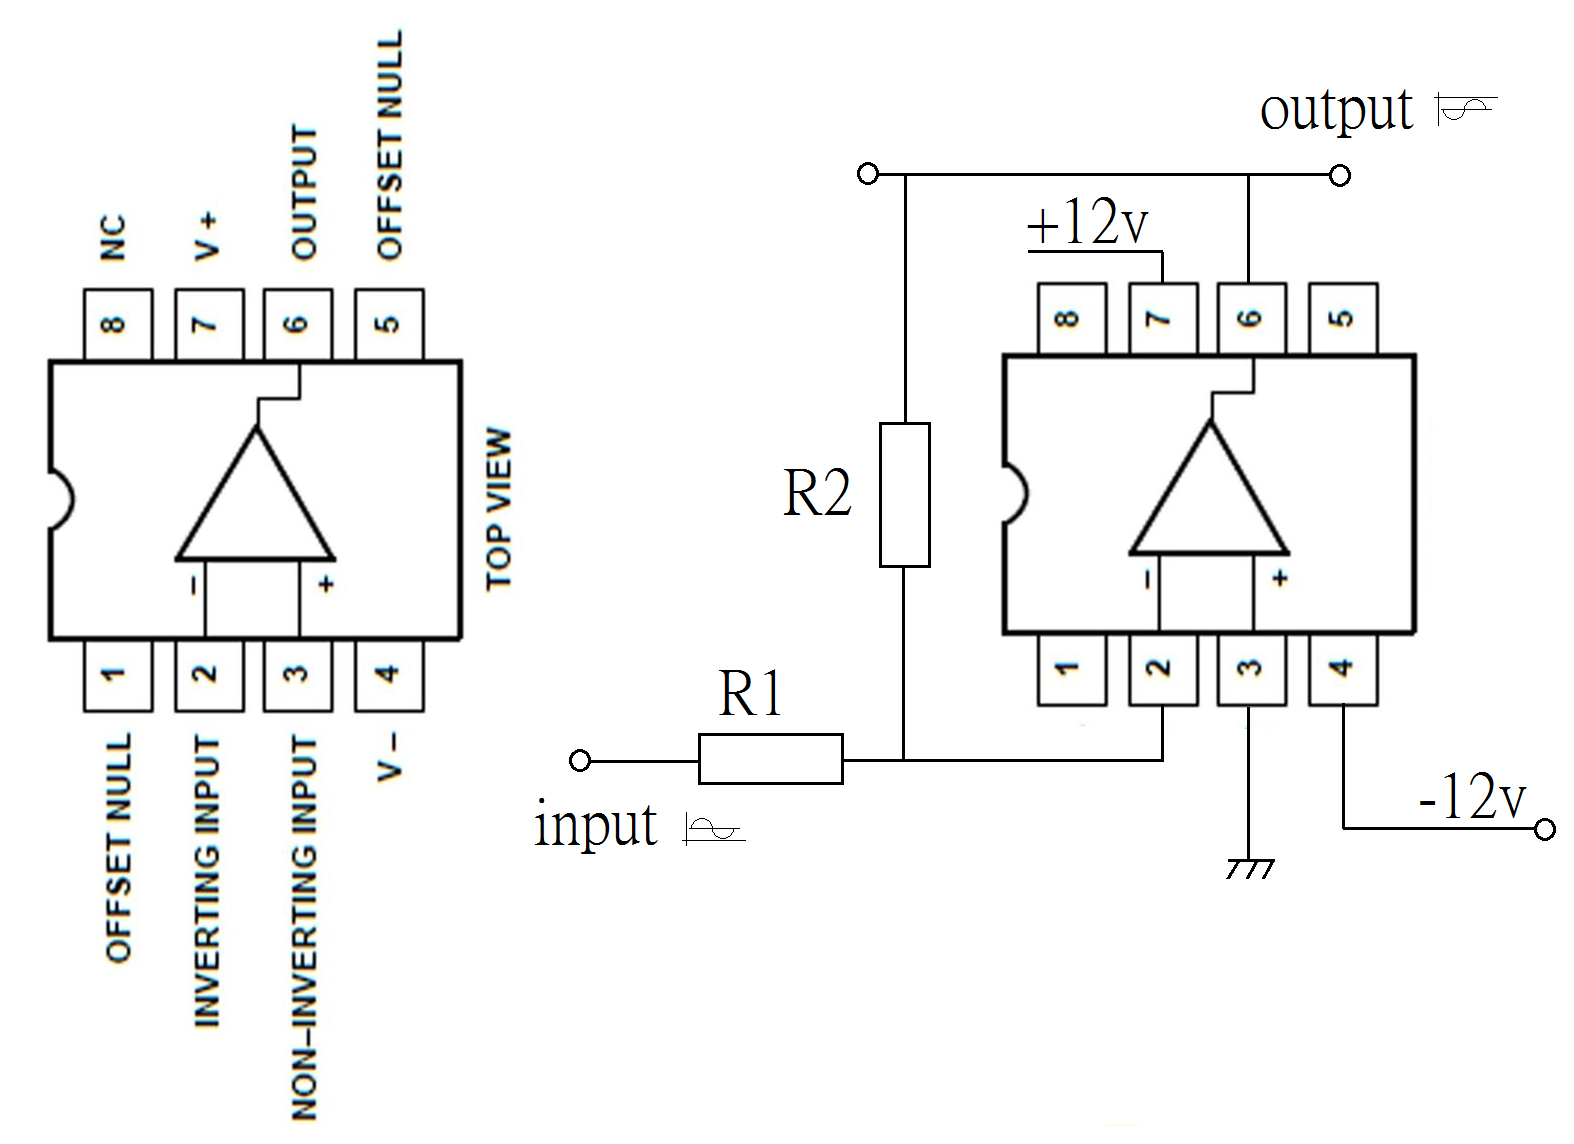 NC
V +
OUTPUT
OFFSET NULL
8
7
6
5
TOP VIEW
–
+
1
2
3
4
OFFSET NULL
INVERTING INPUT
NON–INVERTING INPUT
V –
output
+12v
8
7
6
5
R2
–
+
1
2
3
4
R1
input
-12v